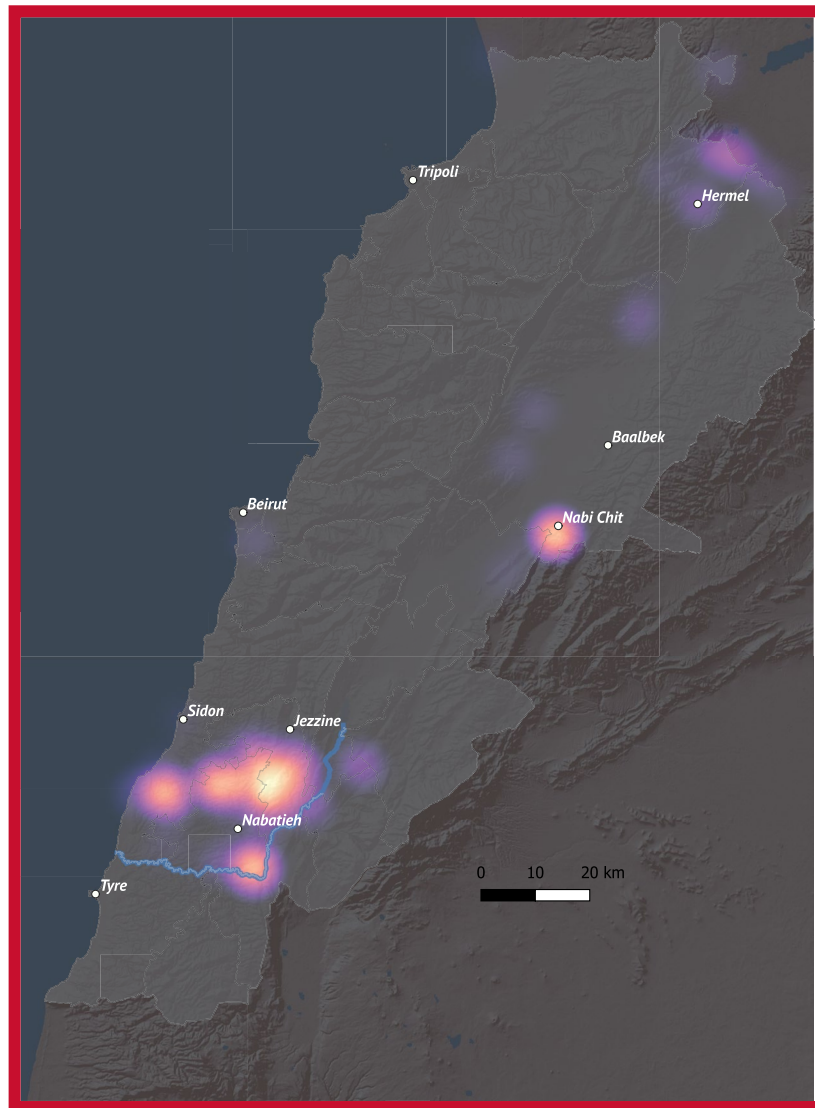 Tripoli
Hermel
Baalbek
Beirut
Nabi Chit
Sidon
Jezzine
Nabatieh
Tyre
0 10 20 km